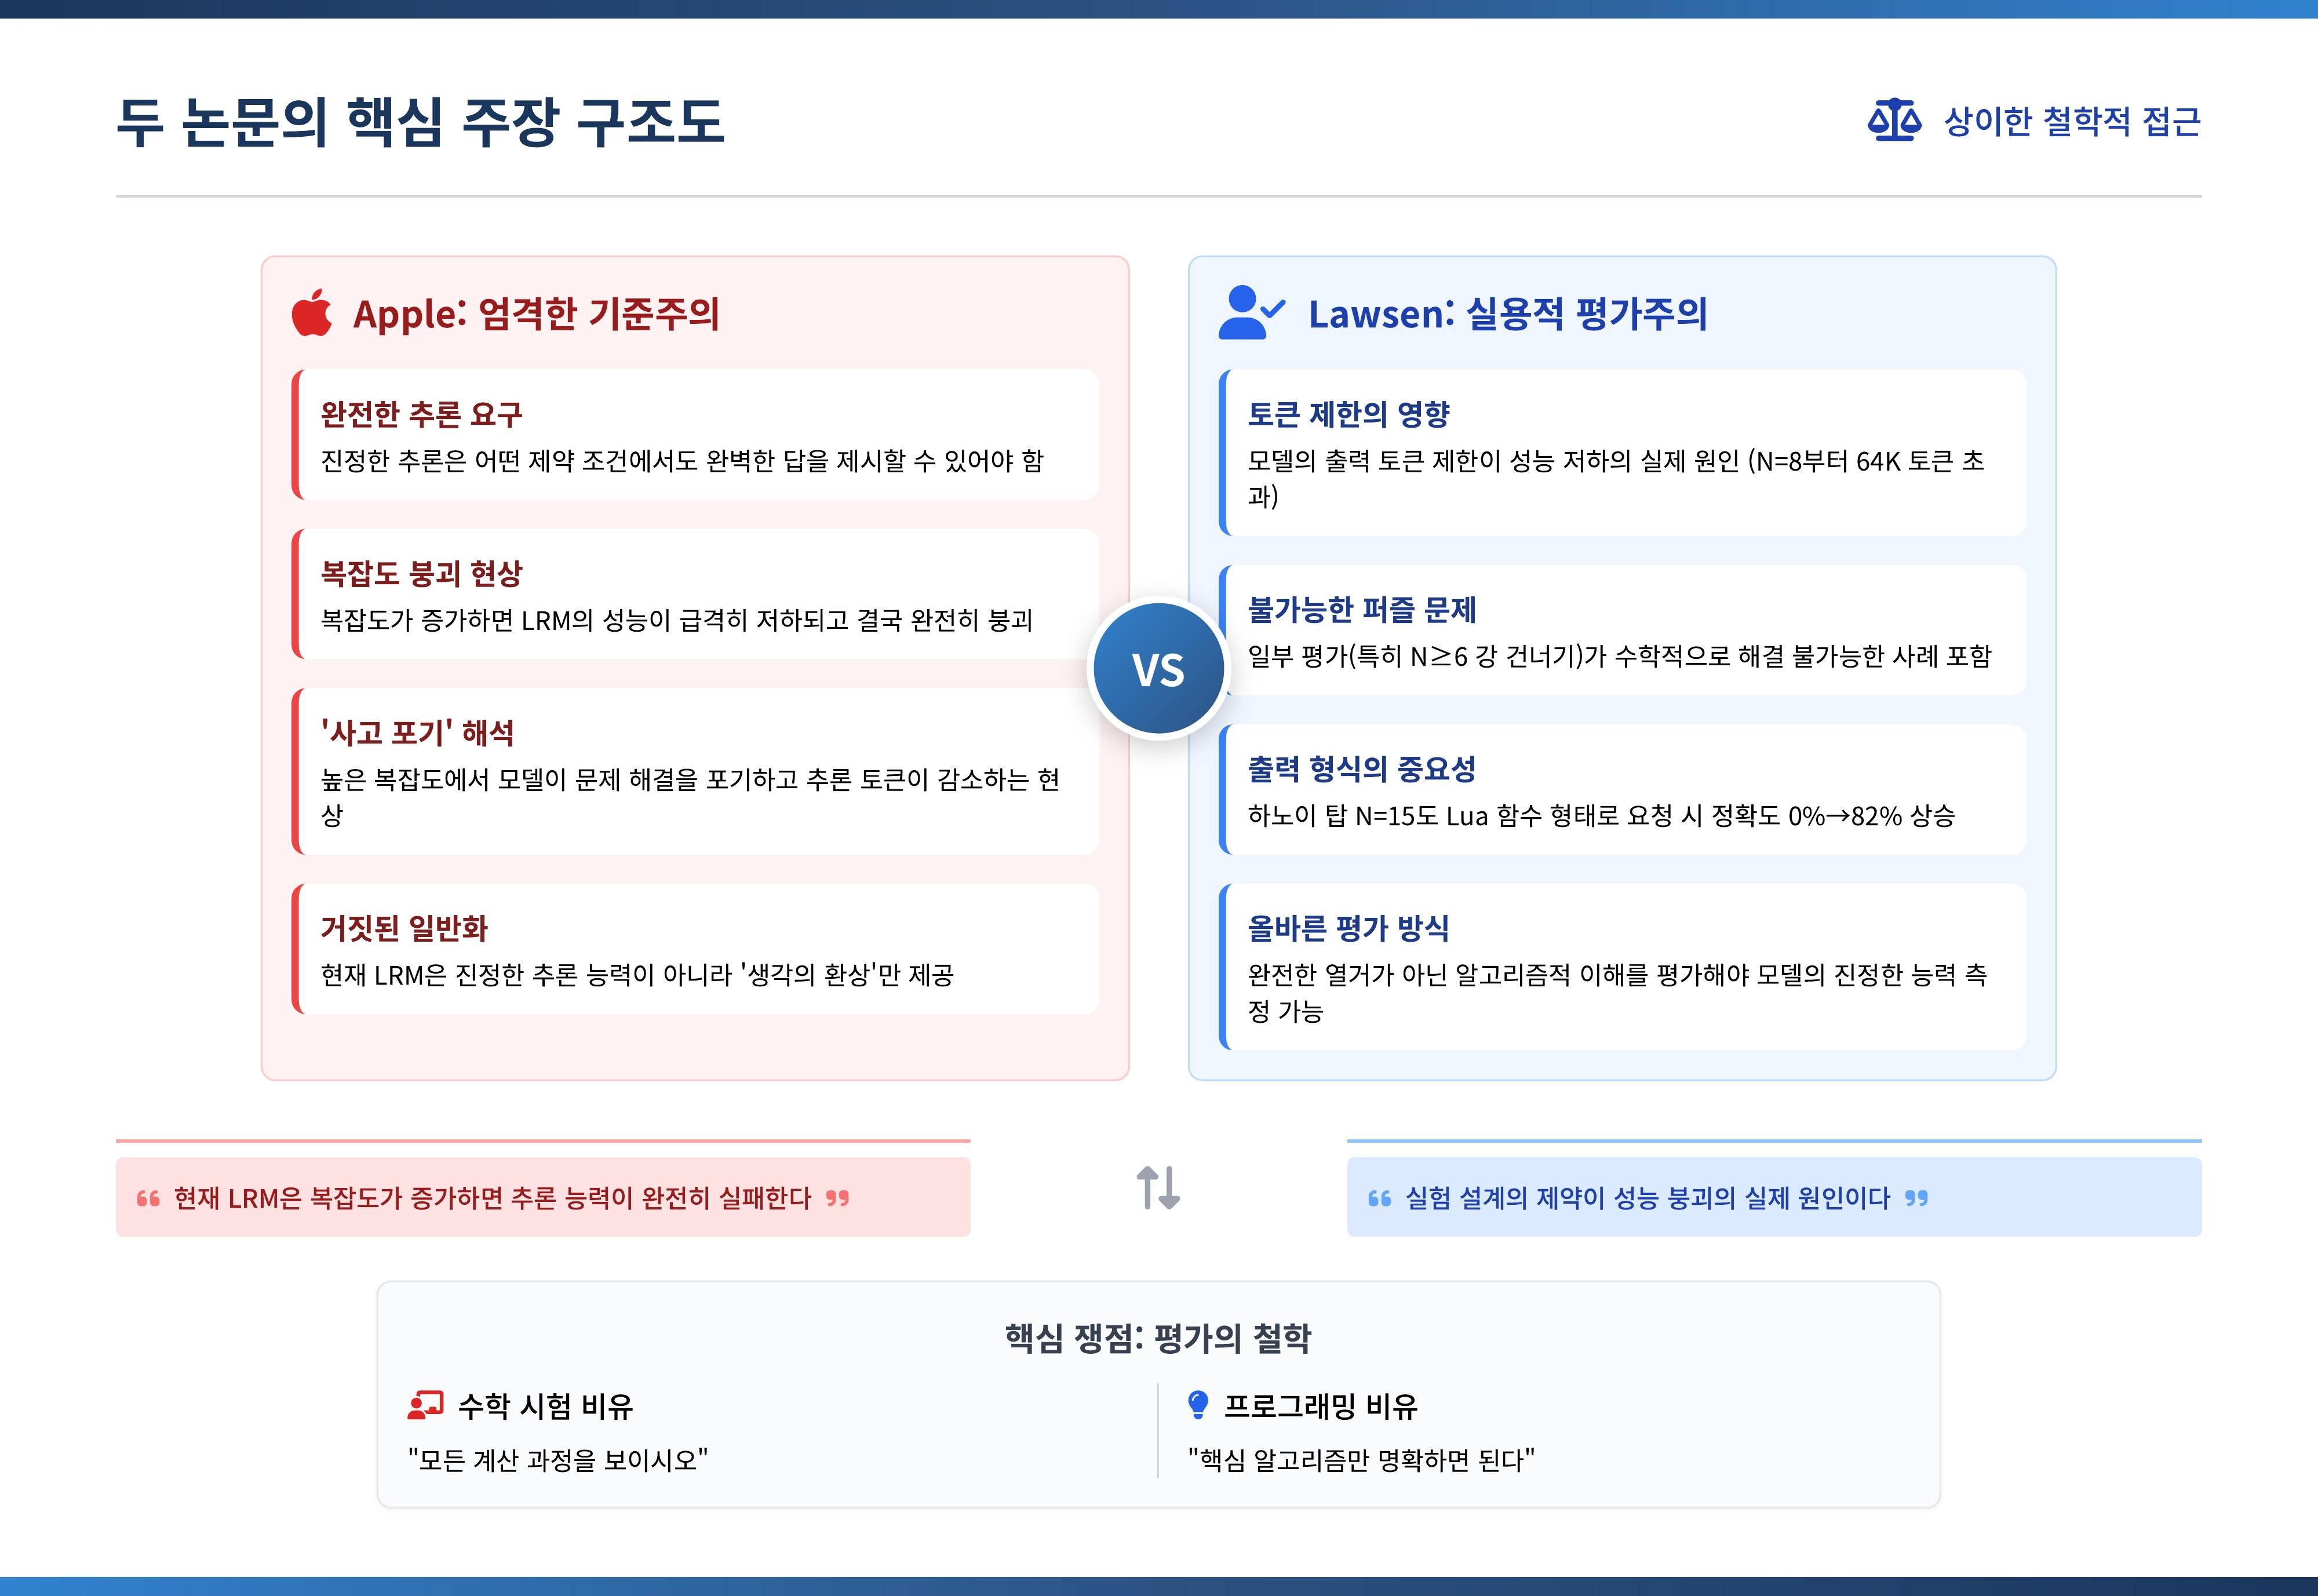 두 논문의 핵심 주장 구조도
상이한 철학적 접근
Apple: 엄격한 기준주의
완전한 추론 요구
진정한 추론은 어떤 제약 조건에서도 완벽한 답을 제시할 수 있어야 함
복잡도 붕괴 현상
복잡도가 증가하면 LRM의 성능이 급격히 저하되고 결국 완전히 붕괴
'사고 포기' 해석
높은 복잡도에서 모델이 문제 해결을 포기하고 추론 토큰이 감소하는 현
상
거짓된 일반화
현재 LRM은 진정한 추론 능력이 아니라 '생각의 환상'만 제공
VS
Lawsen: 실용적 평가주의
토큰 제한의 영향
모델의 출력 토큰 제한이 성능 저하의 실제 원인 (N=8부터 64K 토큰 초
과)
불가능한 퍼즐 문제
일부 평가(특히 N≥6 강 건너기)가 수학적으로 해결 불가능한 사례 포함
출력 형식의 중요성
하노이 탑 N=15도 Lua 함수 형태로 요청 시 정확도 0%→82% 상승
올바른 평가 방식
완전한 열거가 아닌 알고리즘적 이해를 평가해야 모델의 진정한 능력 측
정 가능
❝ 현재 LRM은 복잡도가 증가하면 추론 능력이 완전히 실패한다 ❞
❝ 실험 설계의 제약이 성능 붕괴의 실제 원인이다 ❞
핵심 쟁점: 평가의 철학
수학 시험 비유
"모든 계산 과정을 보이시오"
프로그래밍 비유
"핵심 알고리즘만 명확하면 된다"